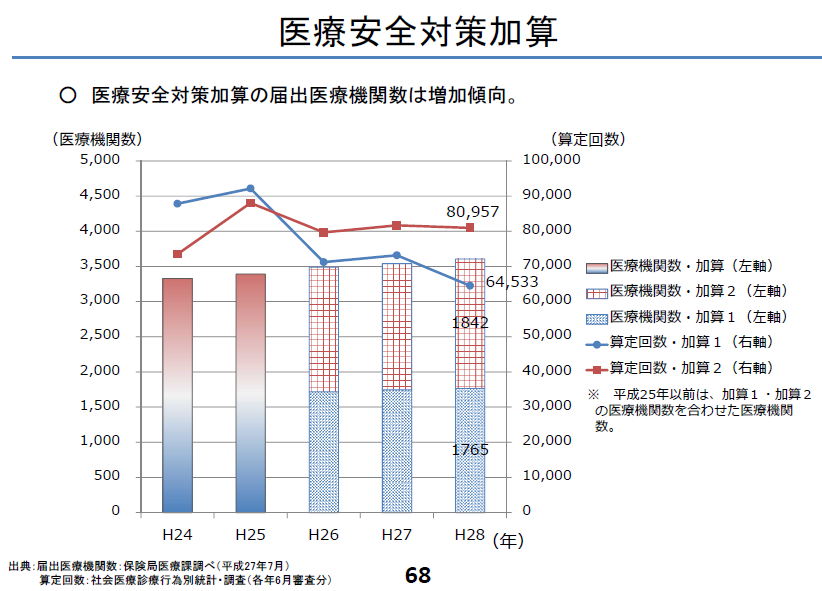 医療安全対策加算
○ 医療安全対策加算の届出医療機関数は増加傾向。
（医療機関数）
（算定回数）
5,000
4,500
4,000
3,500
3,000
2,500
2,000
1,500
1,000
500
0
100,000
90,000
80,000
70,000
60,000
50,000
40,000
30,000
20,000
10,000
0
80,957
64,533
1842
1765
H24
H25
H26
H27
H28
（年）
医療機関数・加算（左軸）
医療機関数・加算２（左軸）
医療機関数・加算１（左軸）
算定回数・加算１（右軸）
算定回数・加算２（右軸）
※　平成25年以前は、加算１・加算２
の医療機関数を合わせた医療機関
数。
出典：届出医療機関数：保険局医療課調べ（平成27年7月）
算定回数：社会医療診療行為別統計・調査（各年6月審査分）
68